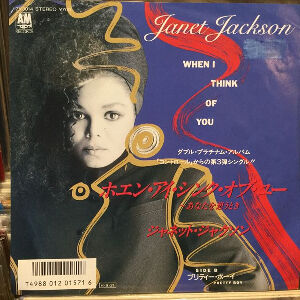 A&M
RECORDS
STEREO
Janet Jackson
WHEN I
THINK
OF
YOU
ダブル・プラチナム・アルバム
「コントロール」からの第3弾シングル!!
ホエン・アイ・シンク・オブ・ユー
ジャネット・ジャクソン
SIDE B
プリティー・ボーイ
PRETTY BOY
4988012015716